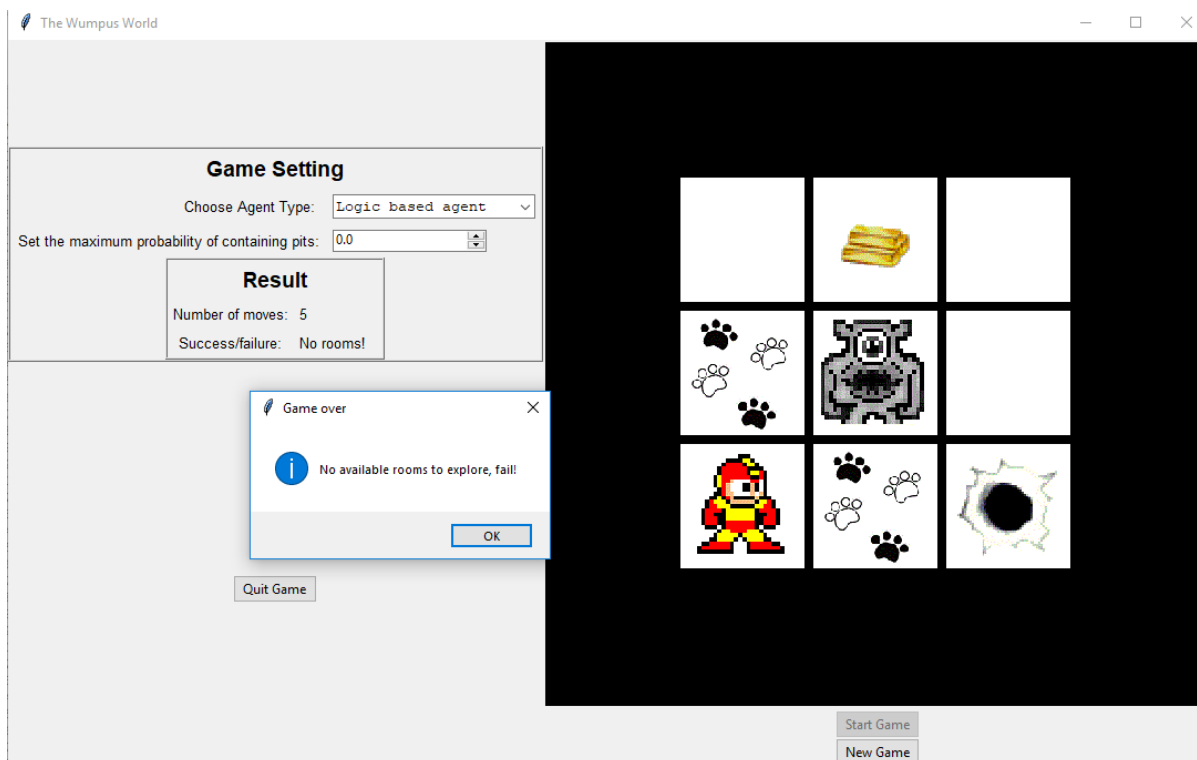 The Wumpus World
Game Setting
Choose Agent Type: Logic based agent
Set the maximum probability of containing pits: 0.0
Result
Number of moves: 5
Success/failure: No rooms!
Game over
No available rooms to explore, fail!
OK
Quit Game
Start Game
New Game